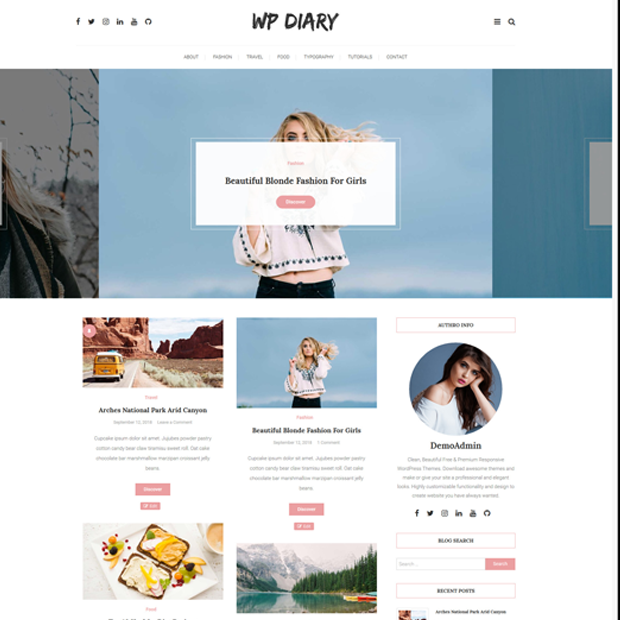 WP DIARY
ABOUT FASHION TRAVEL FOOD TYPOGRAPHY TUTORIALS CONTACT
Fashion
Beautiful Blonde Fashion For Girls
Discover
Travel
Arches National Park Arid Canyon
September 12, 2018 Leave a Comment
Cupcake ipsum dolor sit amet. Jujubes powder pastry
cotton candy bear claw tiramisu sweet roll. Oat cake
chocolate bar marshmallow marzipan croissant jelly
beans.
Discover
Edit
Food
Fashion
Beautiful Blonde Fashion For Girls
September 12, 2018 1 Comment
Cupcake ipsum dolor sit amet. Jujubes powder pastry
cotton candy bear claw tiramisu sweet roll. Oat cake
chocolate bar marshmallow marzipan croissant jelly
beans.
Discover
Edit
AUTHRO INFO
DemoAdmin
Clean, Beautiful Free & Premium Responsive
WordPress Themes. Download awesome themes and
make or give your site a professional and elegant
looks. Highly customizable functionality and design to
create website you have always wanted.
BLOG SEARCH
Search... Search
RECENT POSTS
Arches National Park Arid